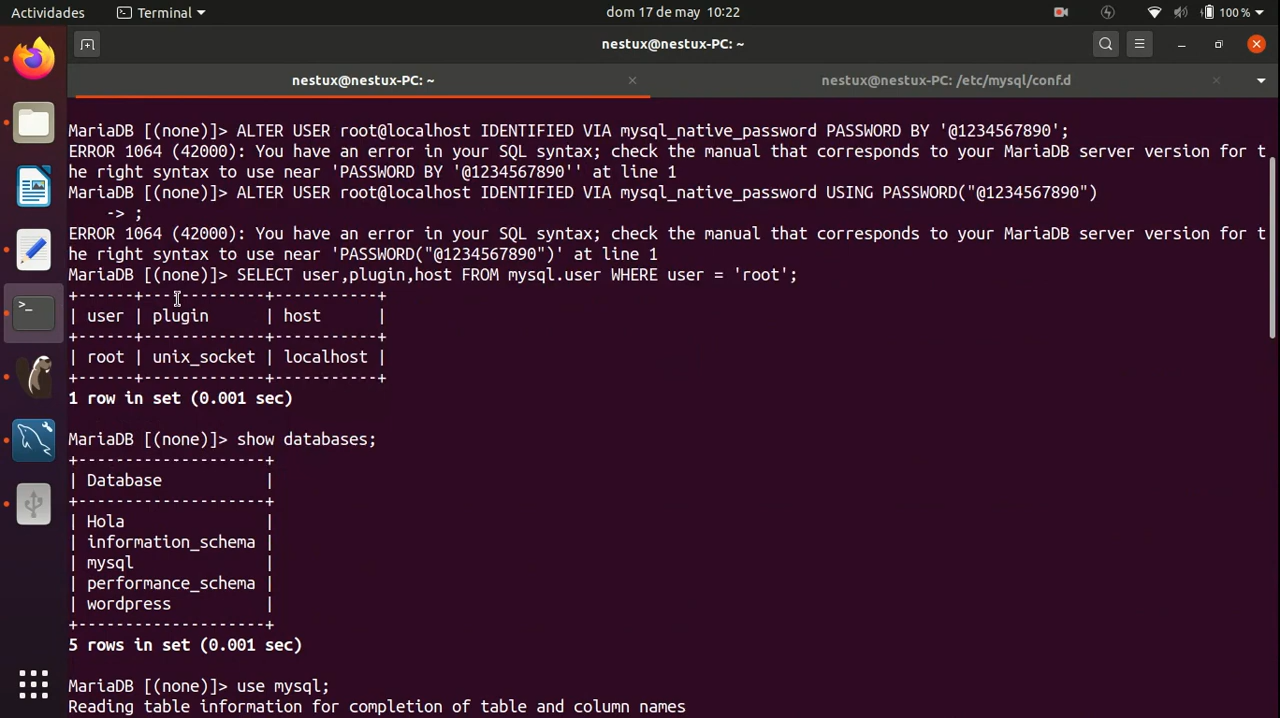 Actividades
Terminal
dom 17 de may 10:22
100 %
nestux@nestux-PC: ~
nestux@nestux-PC: ~
nestux@nestux-PC: /etc/mysql/conf.d
MariaDB [(none)]> ALTER USER root@localhost IDENTIFIED VIA mysql_native_password PASSWORD BY '@1234567890';
ERROR 1064 (42000): You have an error in your SQL syntax; check the manual that corresponds to your MariaDB server version for t
he right syntax to use near 'PASSWORD BY '@1234567890'' at line 1
MariaDB [(none)]> ALTER USER root@localhost IDENTIFIED VIA mysql_native_password USING PASSWORD("@1234567890")
    -> ;
ERROR 1064 (42000): You have an error in your SQL syntax; check the manual that corresponds to your MariaDB server version for t
he right syntax to use near 'PASSWORD("@1234567890")' at line 1
MariaDB [(none)]> SELECT user,plugin,host FROM mysql.user WHERE user = 'root';
+------+-------------+-----------+
| user | plugin      | host      |
+------+-------------+-----------+
| root | unix_socket | localhost |
+------+-------------+-----------+
1 row in set (0.001 sec)
MariaDB [(none)]> show databases;
+--------------------+
| Database           |
+--------------------+
| Hola               |
| information_schema |
| mysql              |
| performance_schema |
| wordpress          |
+--------------------+
5 rows in set (0.001 sec)
MariaDB [(none)]> use mysql;
Reading table information for completion of table and column names